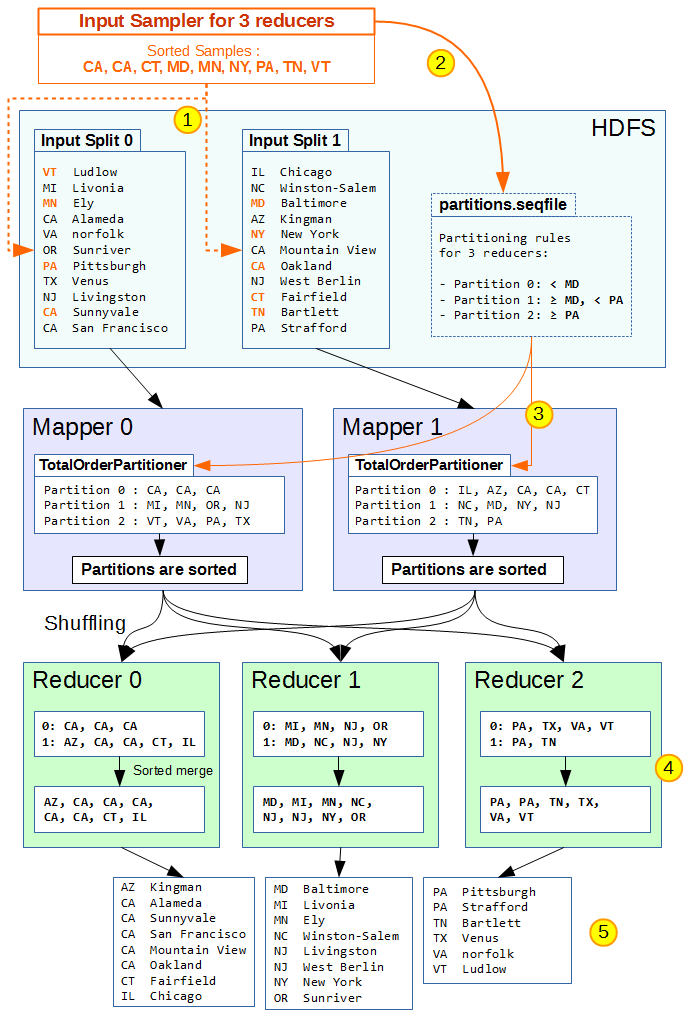 Input Sampler for 3 reducers
Sorted Samples :
CA, CA, CT, MD, MN, NY, PA, TN, VT
2
1
HDFS
Input Split 0
VT Ludlow
MI Livonia
MN Ely
CA Alameda
VA norfolk
OR Sunriver
PA Pittsburgh
TX Venus
NJ Livingston
CA Sunnyvale
CA San Francisco
Input Split 1
IL Chicago
NC Winston-Salem
MD Baltimore
AZ Kingman
NY New York
CA Mountain View
CA Oakland
NJ West Berlin
CT Fairfield
TN Bartlett
PA Strafford
partitions.seqfile
Partitioning rules
for 3 reducers:
- Partition 0: < MD
- Partition 1: ≥ MD, < PA
- Partition 2: ≥ PA
3
Mapper 0
TotalOrderPartitioner
Partition 0 : CA, CA, CA
Partition 1 : MI, MN, OR, NJ
Partition 2 : VT, VA, PA, TX
Partitions are sorted
Mapper 1
TotalOrderPartitioner
Partition 0 : IL, AZ, CA, CA, CT
Partition 1 : NC, MD, NY, NJ
Partition 2 : TN, PA
Partitions are sorted
Shuffling
Reducer 0
0: CA, CA, CA
1: AZ, CA, CA, CT, IL
Sorted merge
AZ, CA, CA, CA,
CA, CA, CT, IL
Reducer 1
0: MI, MN, NJ, OR
1: MD, NC, NJ, NY
MD, MI, MN, NC,
NJ, NJ, NY, OR
Reducer 2
0: PA, TX, VA, VT
1: PA, TN
PA, PA, TN, TX,
VA, VT
4
AZ Kingman
CA Alameda
CA Sunnyvale
CA San Francisco
CA Mountain View
CA Oakland
CT Fairfield
IL Chicago
MD Baltimore
MI Livonia
MN Ely
NC Winston-Salem
NJ Livingston
NJ West Berlin
NY New York
OR Sunriver
PA Pittsburgh
PA Strafford
TN Bartlett
TX Venus
VA norfolk
VT Ludlow
5